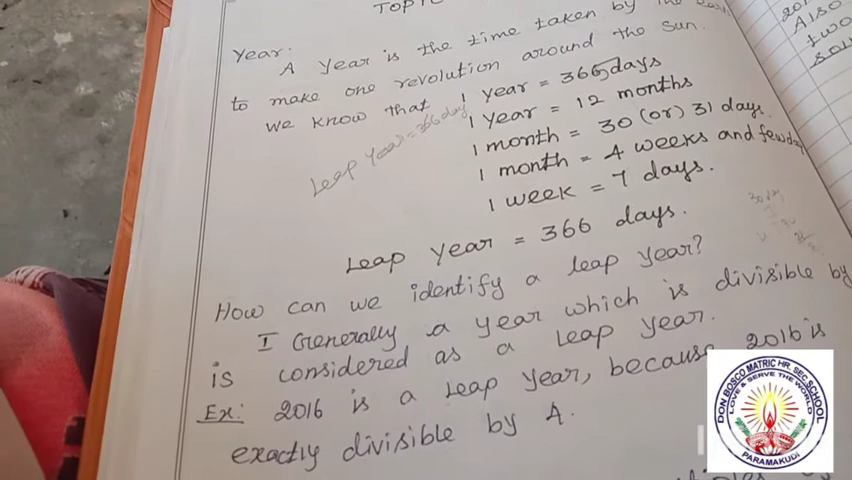 TOPIC
Year:
A year is the time taken by the
to make one revolution around the sun.
we know that 1 year = 365 days
Leap Year = 366 day
1 year = 12 months
1 month = 30 (or) 31 days.
1 month = 4 weeks and few day
1 week = 7 days.
Leap year = 366 days.
How can we identify a leap year?
I Generally a year which is divisible by
is considered as a leap year.
Ex: 2016 is a leap year, because 2016 is
exactly divisible by 4.
Also
two
DON BOSCO MATRIC HR. SEC SCHOOL
LOVE & SERVE THE WORLD
PARAMAKUDI